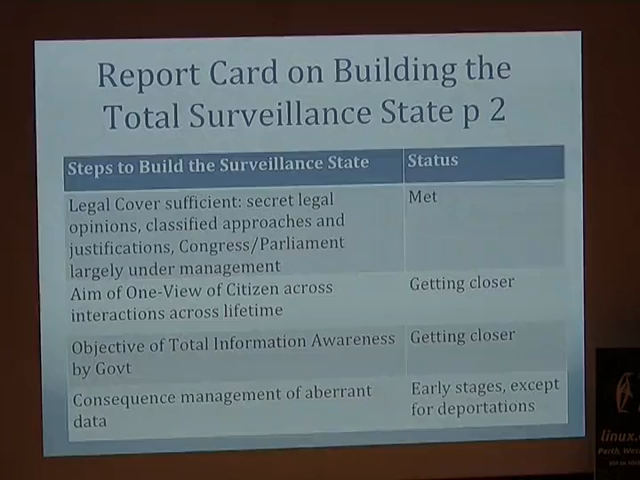 Report Card on Building the
Total Surveillance State p 2
Steps to Build the Surveillance State
Status
Legal Cover sufficient: secret legal
opinions, classified approaches and
justifications, Congress/Parliament
largely under management
Met
Aim of One-View of Citizen across
interactions across lifetime
Getting closer
Objective of Total Information Awareness
by Govt
Getting closer
Consequence management of aberrant
data
Early stages, except
for deportations
linux.
Perth,